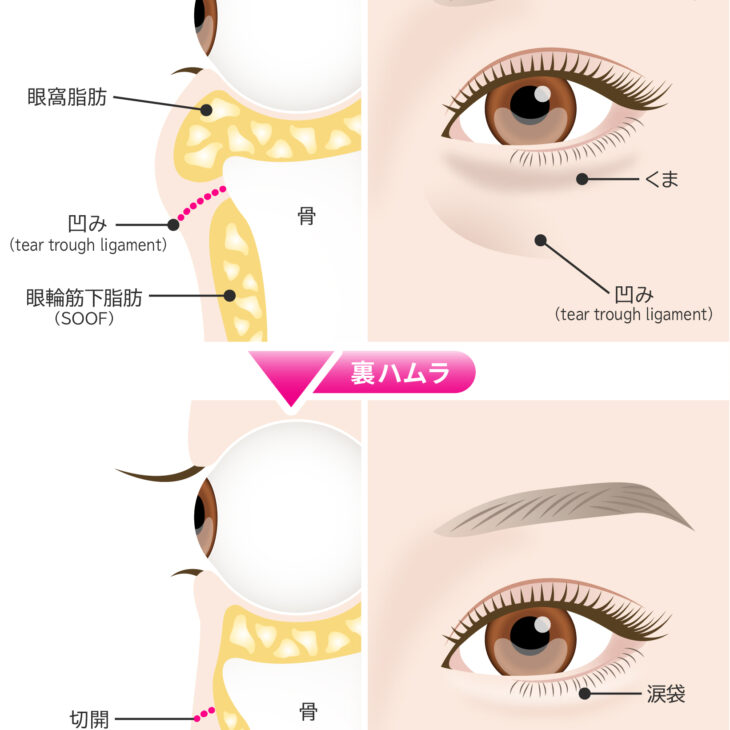 眼窩脂肪
くま
凹み
(tear trough ligament)
骨
眼輪筋下脂肪
(SOOF)
凹み
(tear trough ligament)
裏ハムラ
涙袋
切開
骨